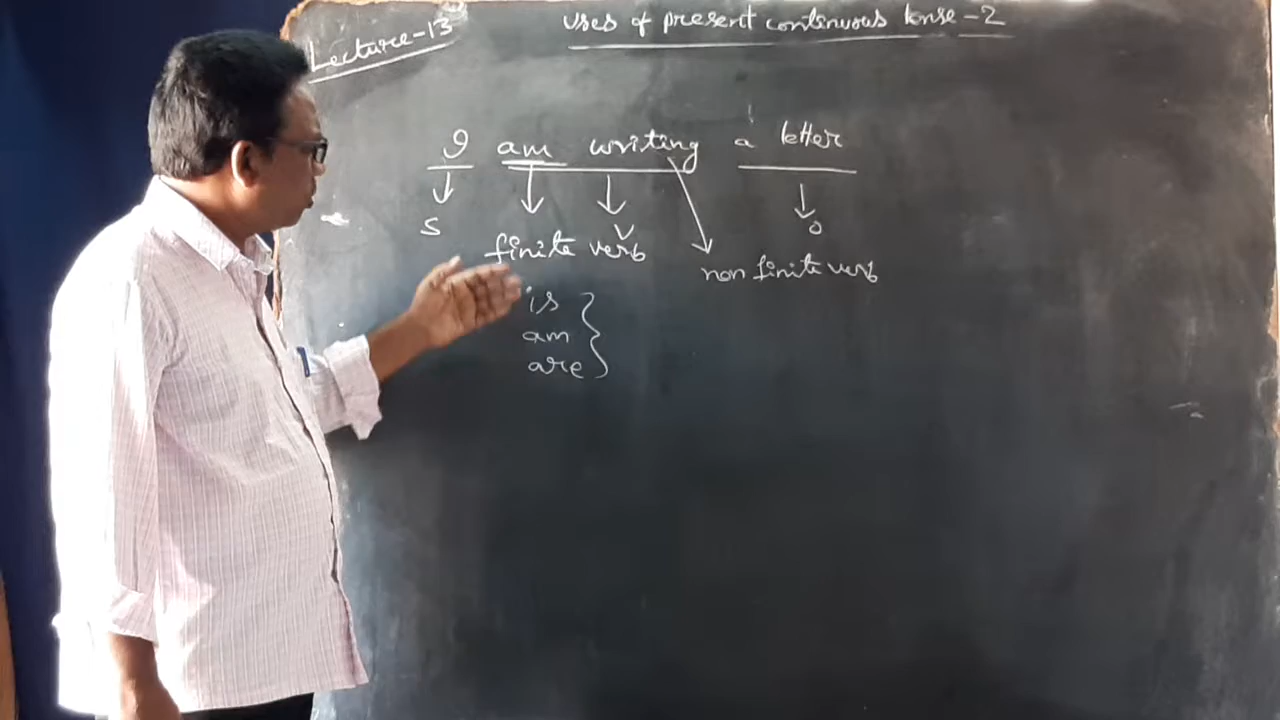 Lecture-13
uses of present continuous tense-2
I am writing a letter
S V O
finite verb non finite verb
is
am
are